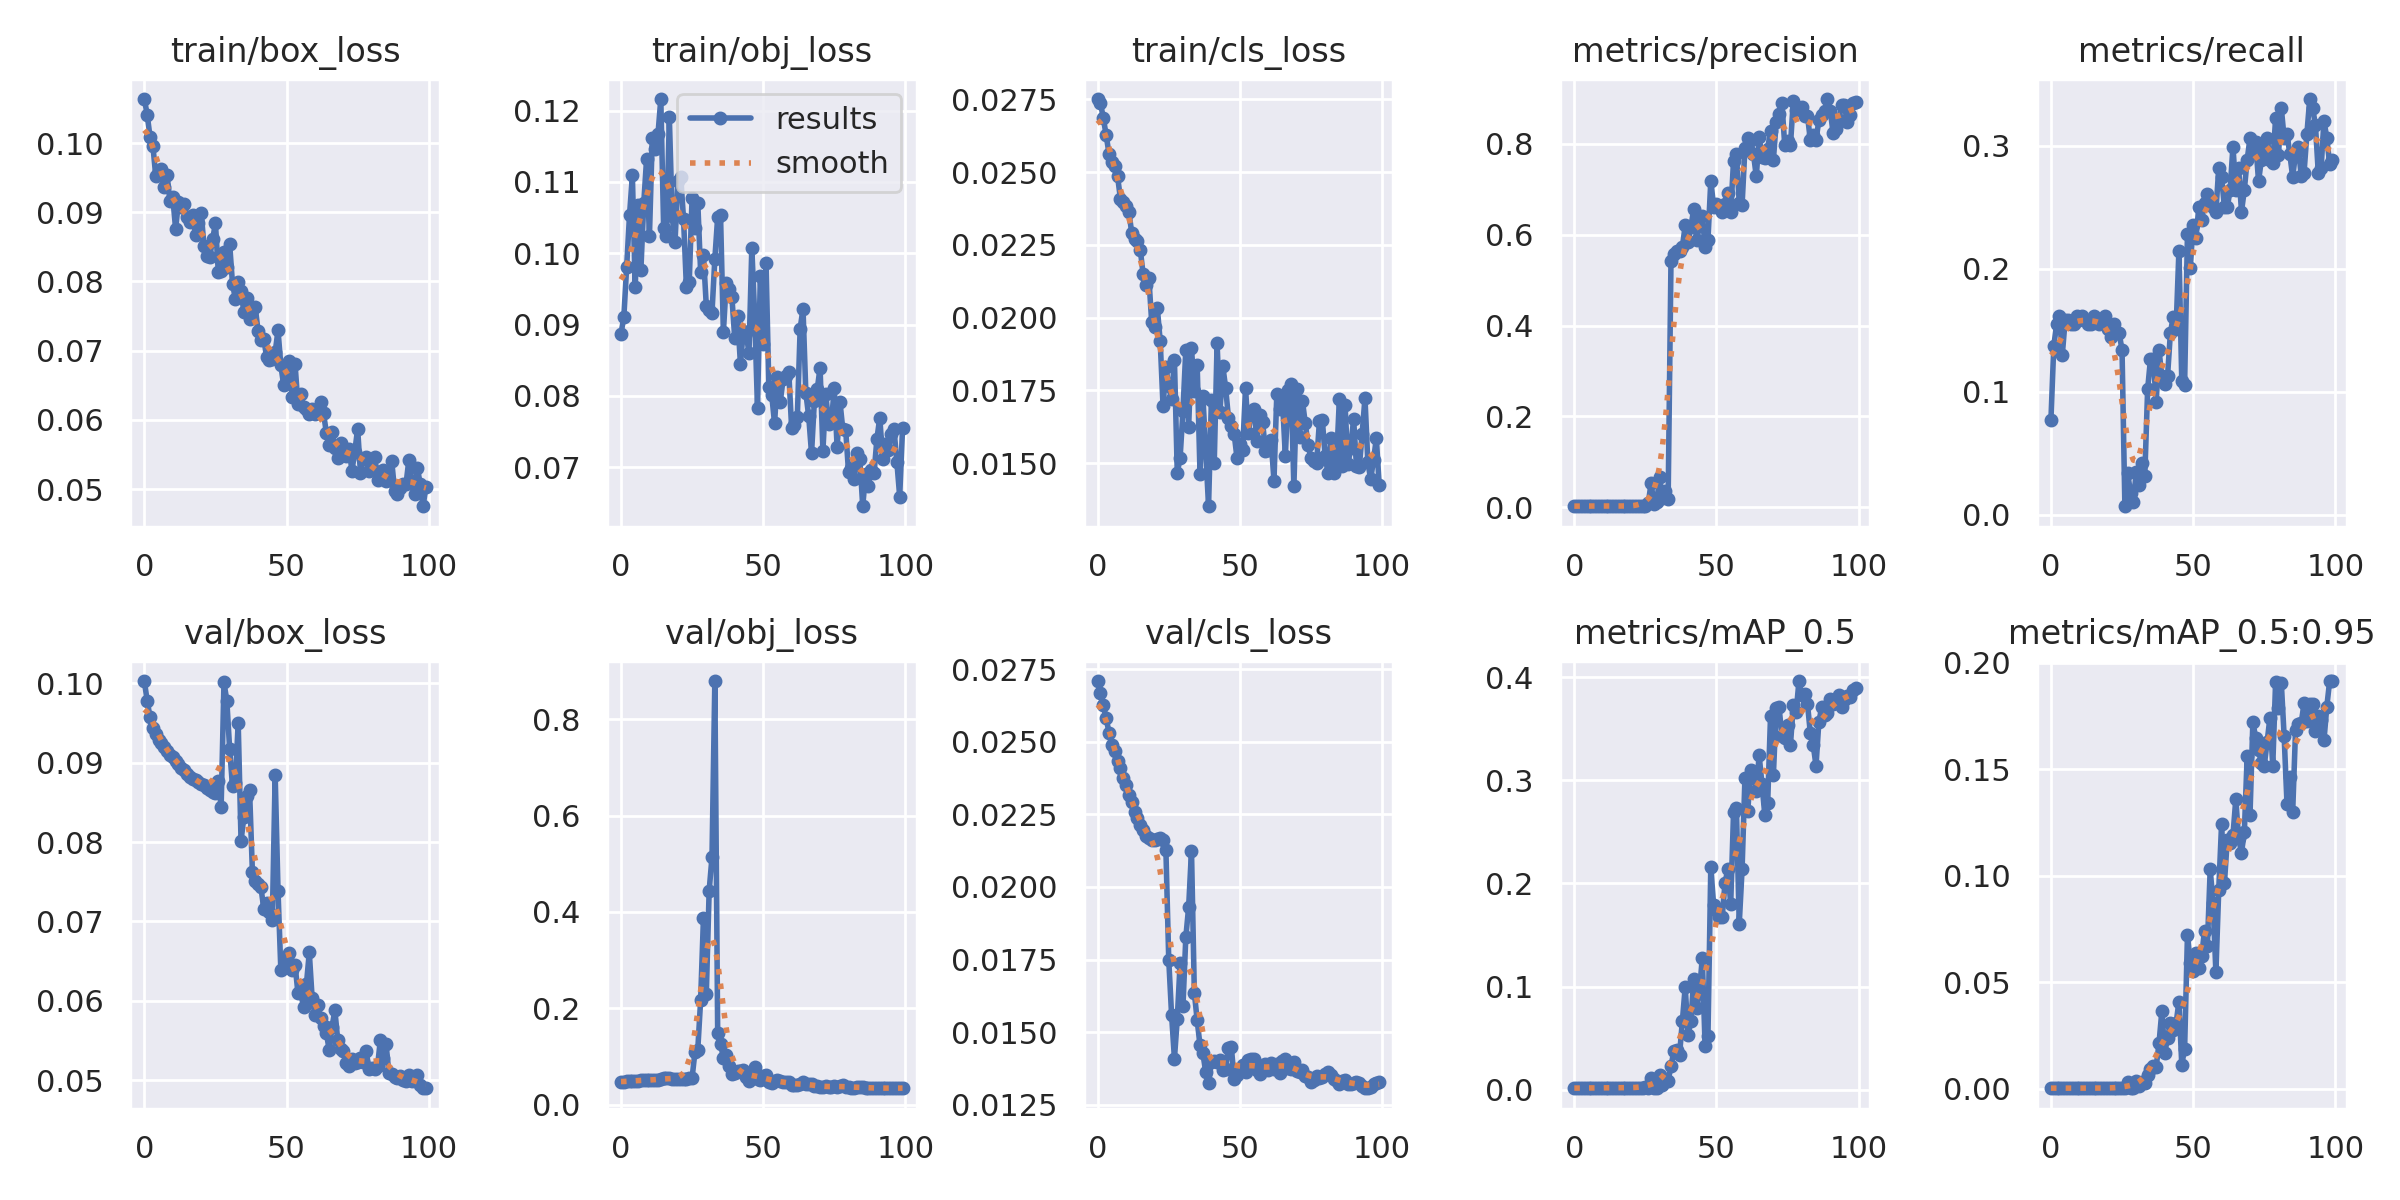 train/box_loss
0.10
0.09
0.08
0.07
0.06
0.05
0 50 100
train/obj_loss
results
smooth
0.12
0.11
0.10
0.09
0.08
0.07
0 50 100
train/cls_loss
0.0275
0.0250
0.0225
0.0200
0.0175
0.0150
0 50 100
metrics/precision
0.8
0.6
0.4
0.2
0.0
0 50 100
metrics/recall
0.3
0.2
0.1
0.0
0 50 100
val/box_loss
0.10
0.09
0.08
0.07
0.06
0.05
0 50 100
val/obj_loss
0.8
0.6
0.4
0.2
0.0
0 50 100
val/cls_loss
0.0275
0.0250
0.0225
0.0200
0.0175
0.0150
0.0125
0 50 100
metrics/mAP_0.5
0.4
0.3
0.2
0.1
0.0
0 50 100
metrics/mAP_0.5:0.95
0.20
0.15
0.10
0.05
0.00
0 50 100